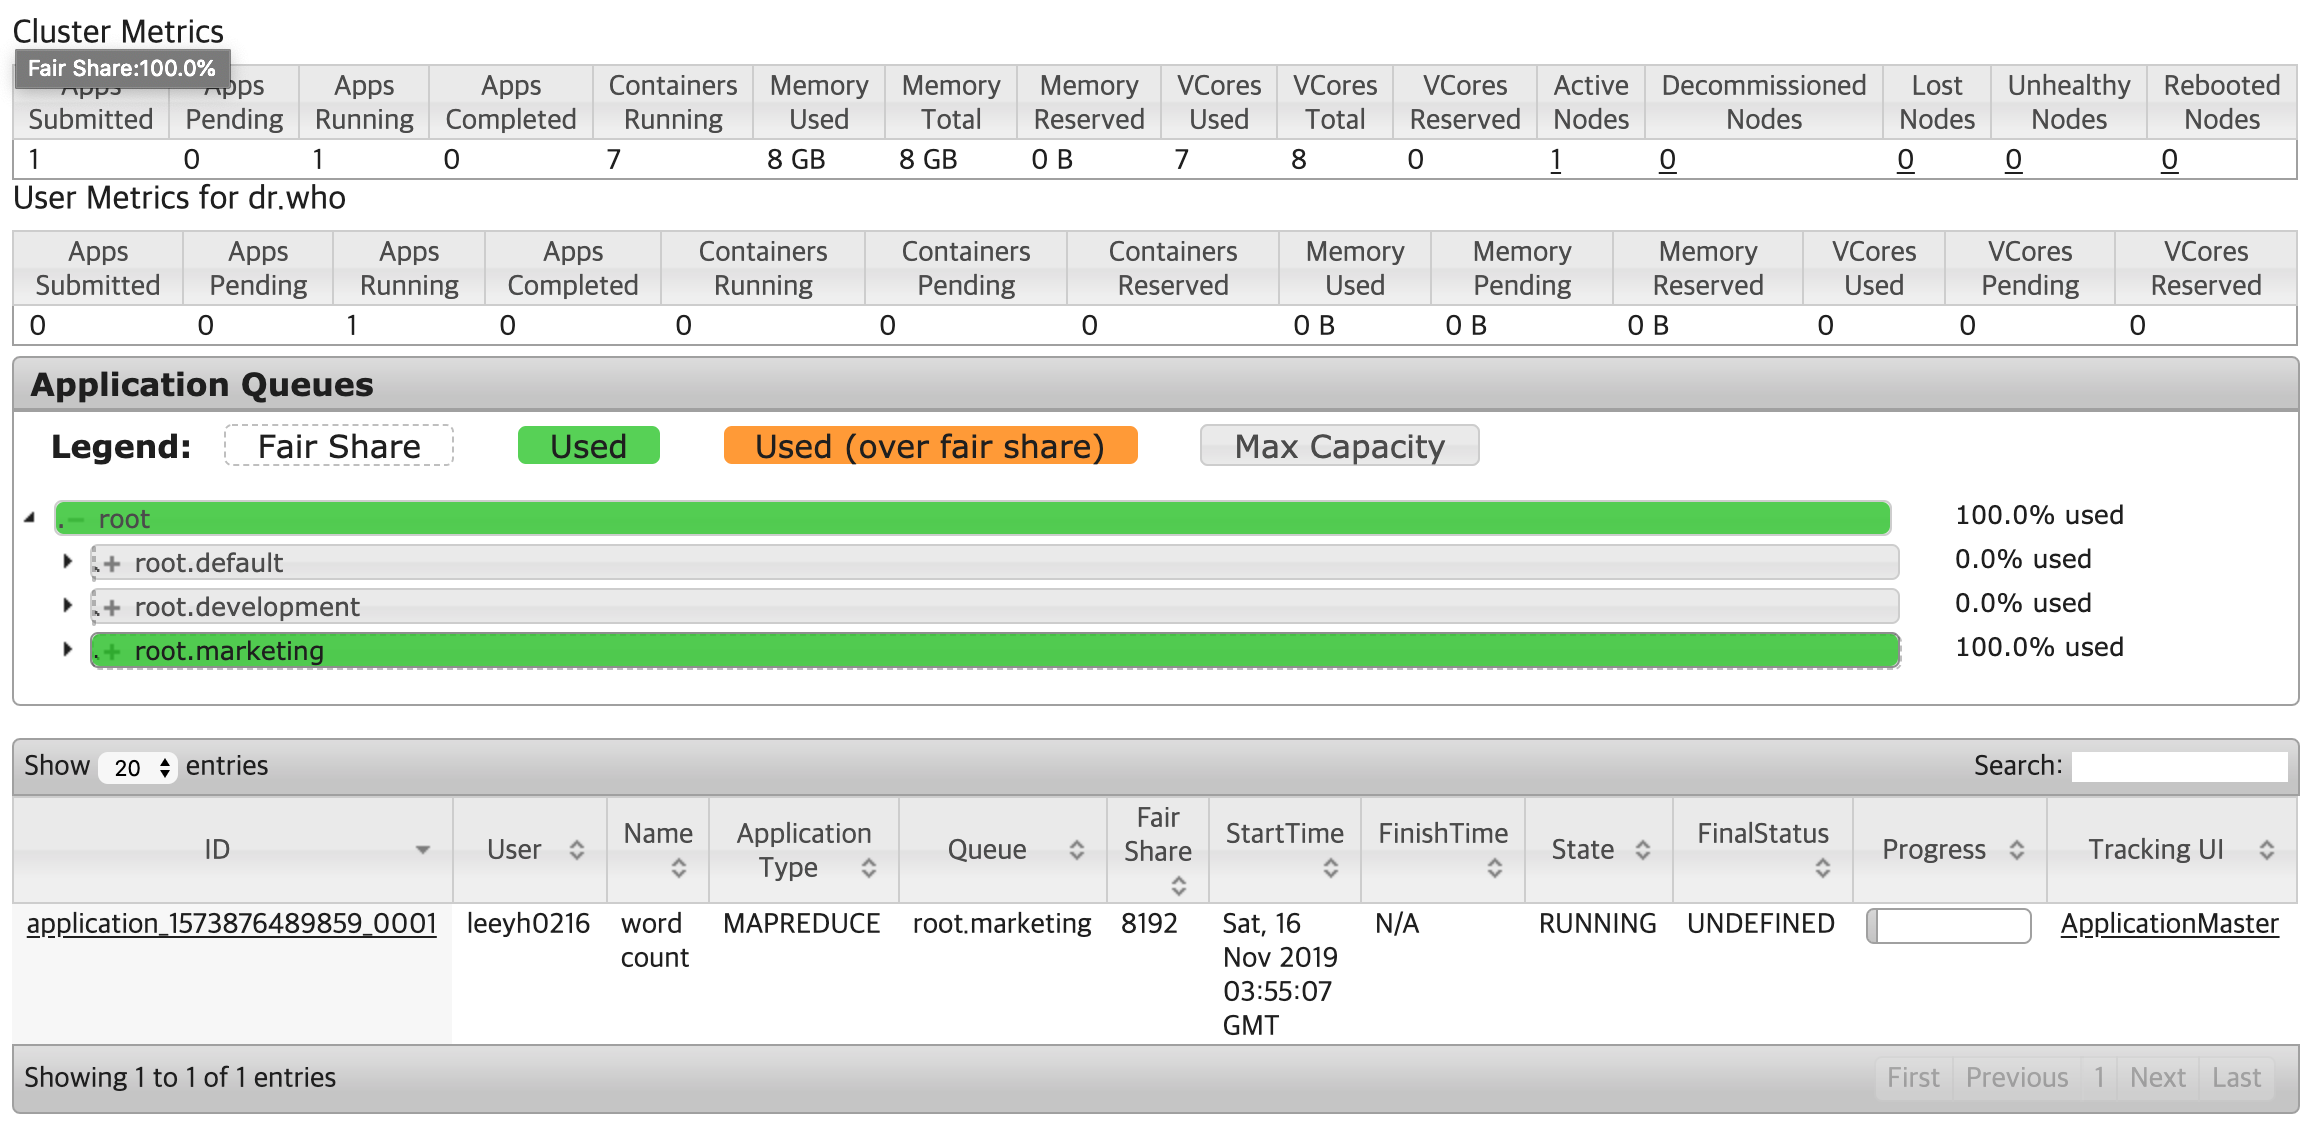 Cluster Metrics
Fair Share:100.0%
Apps Submitted Apps Pending Apps Running Apps Completed Containers Running Memory Used Memory Total Memory Reserved VCores Used VCores Total VCores Reserved Active Nodes Decommissioned Nodes Lost Nodes Unhealthy Nodes Rebooted Nodes
1 0 1 0 7 8 GB 8 GB 0 B 7 8 0 1 0 0 0 0
User Metrics for dr.who
Apps Submitted Apps Pending Apps Running Apps Completed Containers Running Containers Pending Containers Reserved Memory Used Memory Pending Memory Reserved VCores Used VCores Pending VCores Reserved
0 0 1 0 0 0 0 0 B 0 B 0 B 0 0 0
Application Queues
Legend: Fair Share Used Used (over fair share) Max Capacity
root 100.0% used
root.default 0.0% used
root.development 0.0% used
root.marketing 100.0% used
Show 20 entries Search:
ID User Name Application Type Queue Fair Share StartTime FinishTime State FinalStatus Progress Tracking UI
application_1573876489859_0001 leeyh0216 word count MAPREDUCE root.marketing 8192 Sat, 16 Nov 2019 03:55:07 GMT N/A RUNNING UNDEFINED ApplicationMaster
Showing 1 to 1 of 1 entries First Previous 1 Next Last